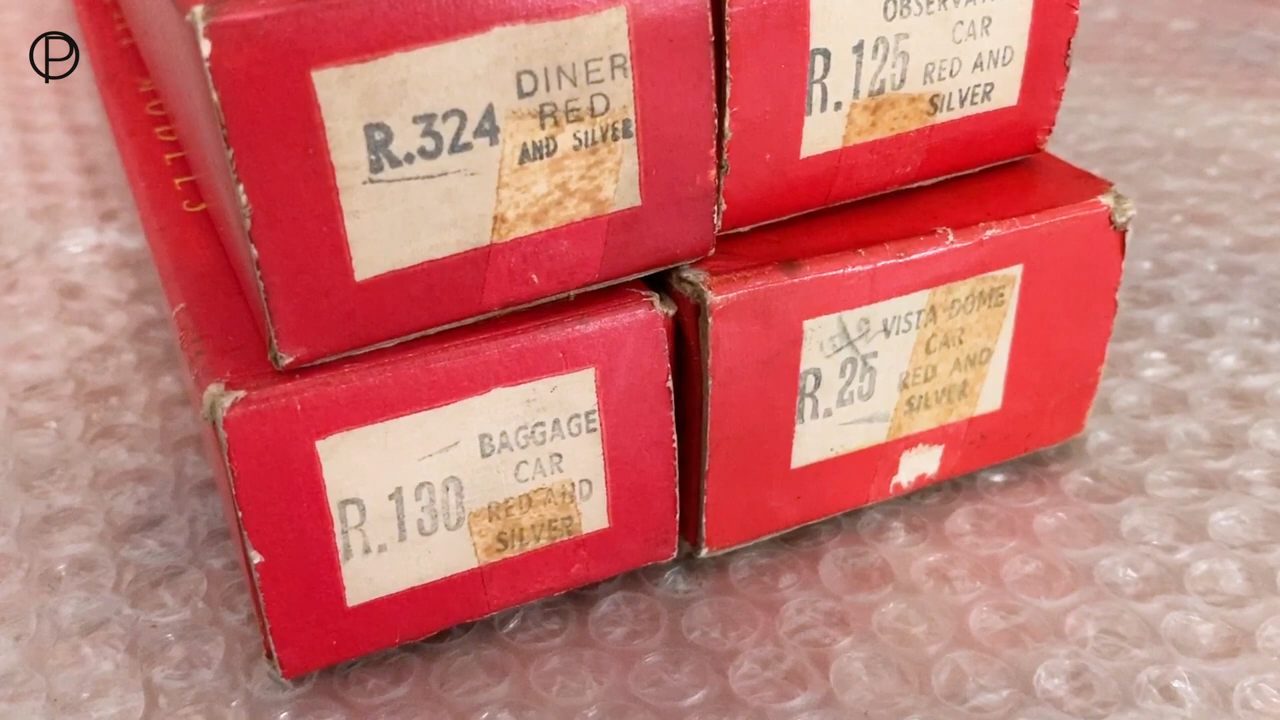 R.324
DINER
RED
AND SILVER
R.125
CAR
RED AND
SILVER
R.130
BAGGAGE
CAR
RED AND
SILVER
R.25
VISTA-DOME
CAR
RED AND
SILVER